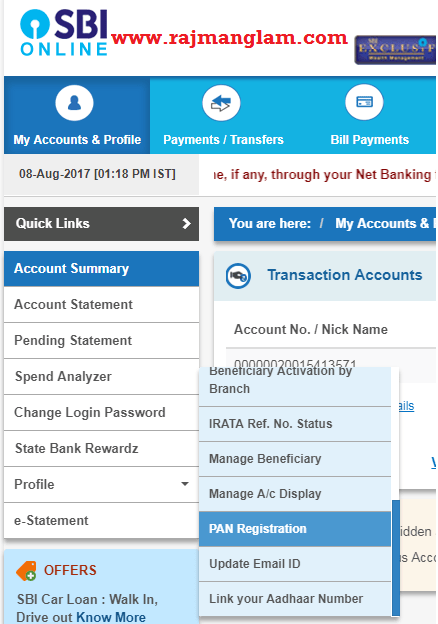 SBI
ONLINE
www.rajmanglam.com
EXCLUSIF
Wealth Management
My Accounts & Profile
Payments / Transfers
Bill Payments
08-Aug-2017 [01:18 PM IST]
ne, if any, through your Net Banking
Quick Links
You are here: / My Accounts &
Account Summary
Transaction Accounts
Account Statement
Pending Statement
Account No. / Nick Name
Spend Analyzer
00000020015413571
Beneficiary Activation by
Branch
ails
Change Login Password
IRATA Ref. No. Status
State Bank Rewardz
Manage Beneficiary
Profile
Manage A/c Display
e-Statement
PAN Registration
idden
Update Email ID
us Acco
OFFERS
Link your Aadhaar Number
SBI Car Loan : Walk In,
Drive out Know More